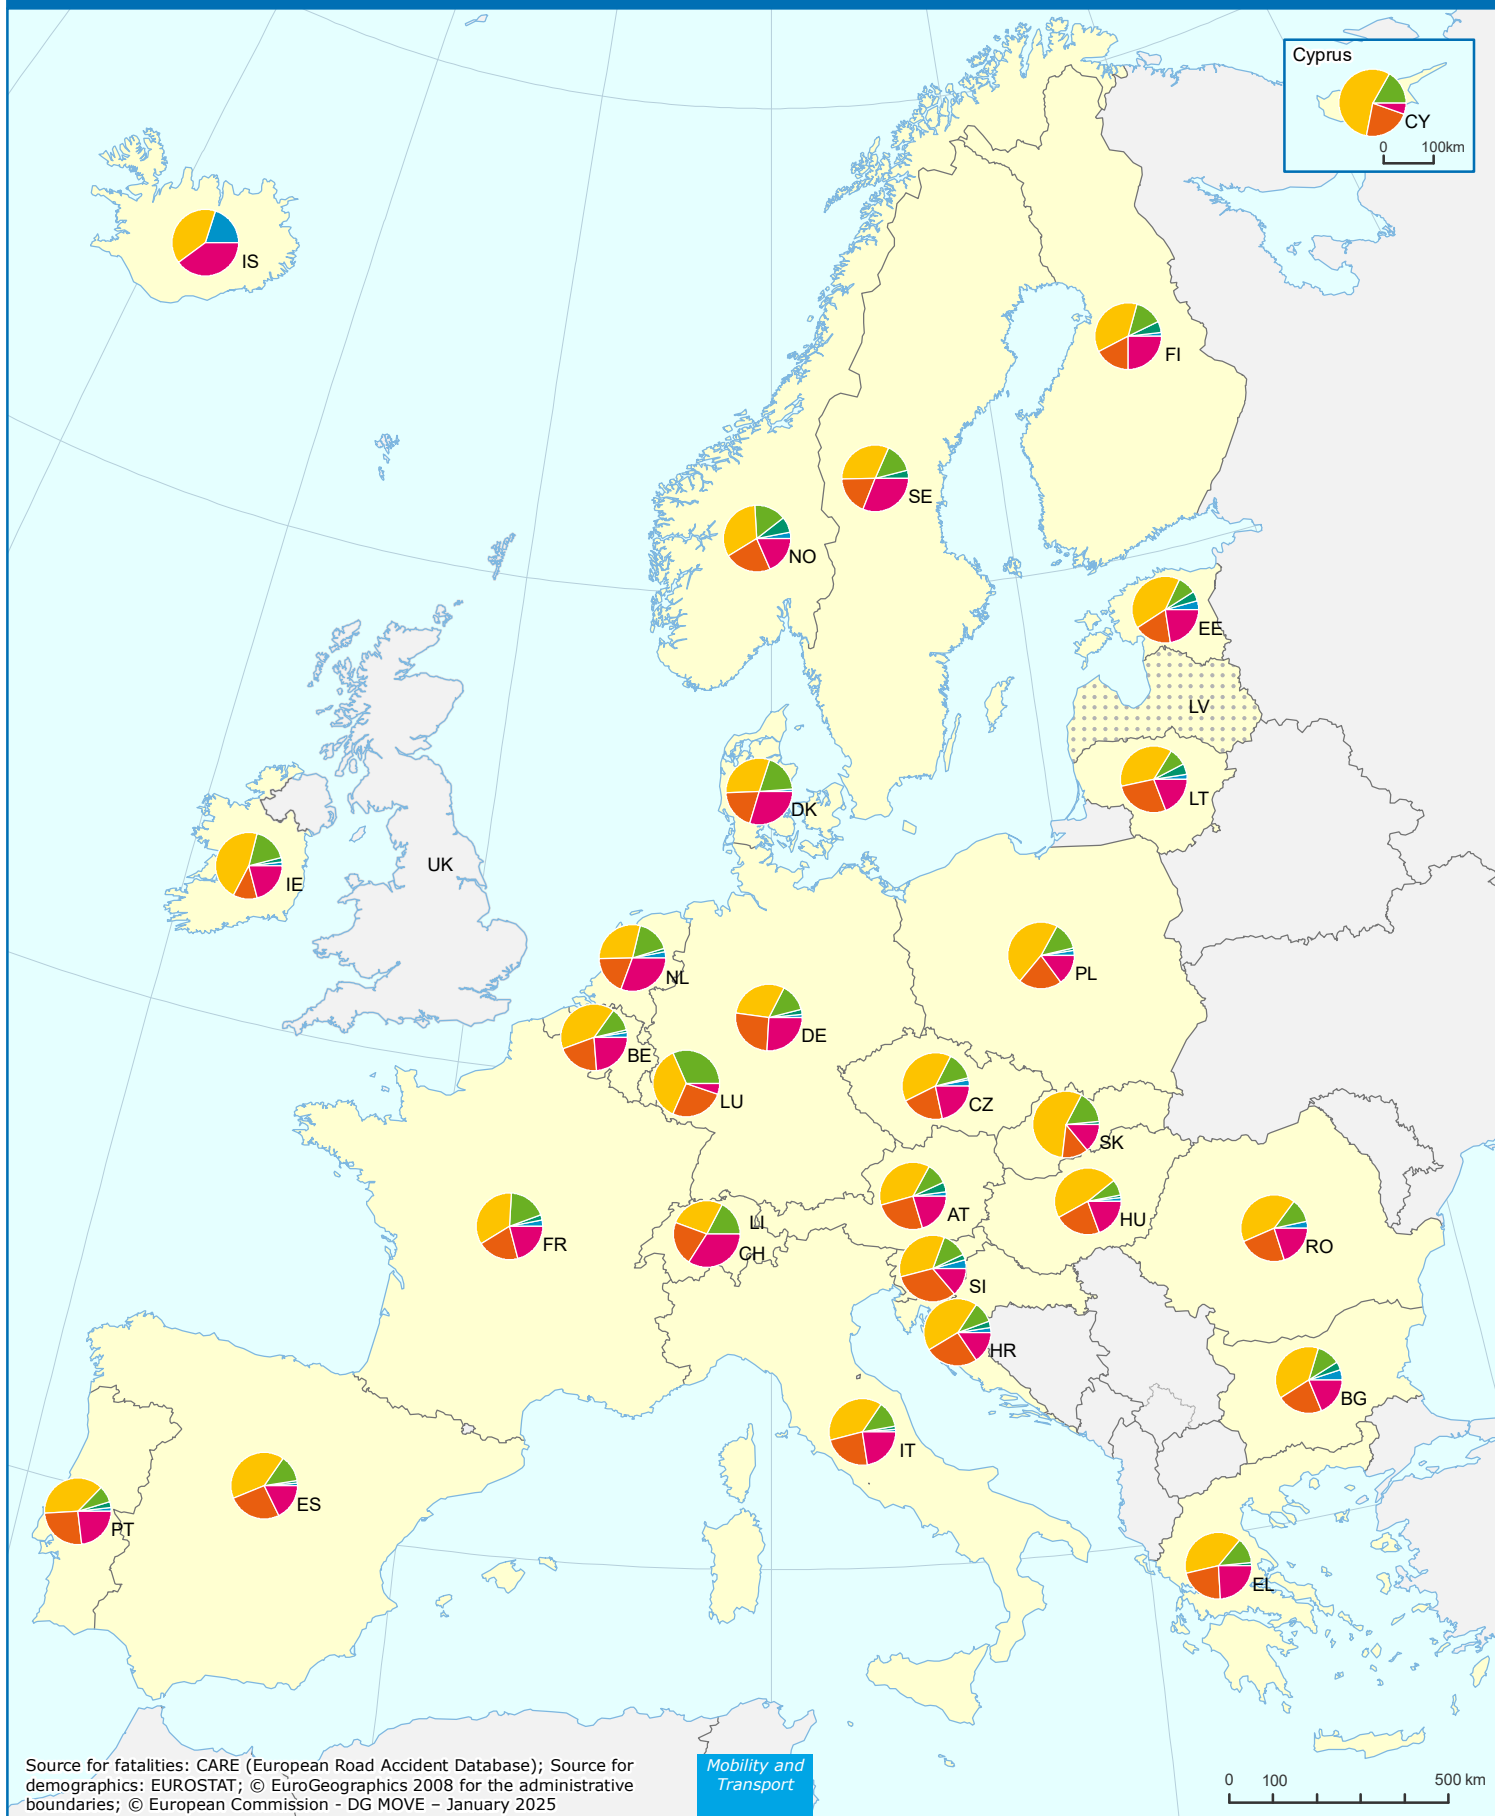 Cyprus
CY
0 100km
IS
FI
SE
NO
EE
LV
LT
DK
IE
UK
NL
PL
DE
BE
LU
CZ
SK
AT
HU
LI
CH
FR
RO
SI
HR
BG
IT
ES
PT
EL
Source for fatalities: CARE (European Road Accident Database); Source for
demographics: EUROSTAT; © EuroGeographics 2008 for the administrative
boundaries; © European Commission - DG MOVE – January 2025
Mobility and
Transport
0 100 500 km